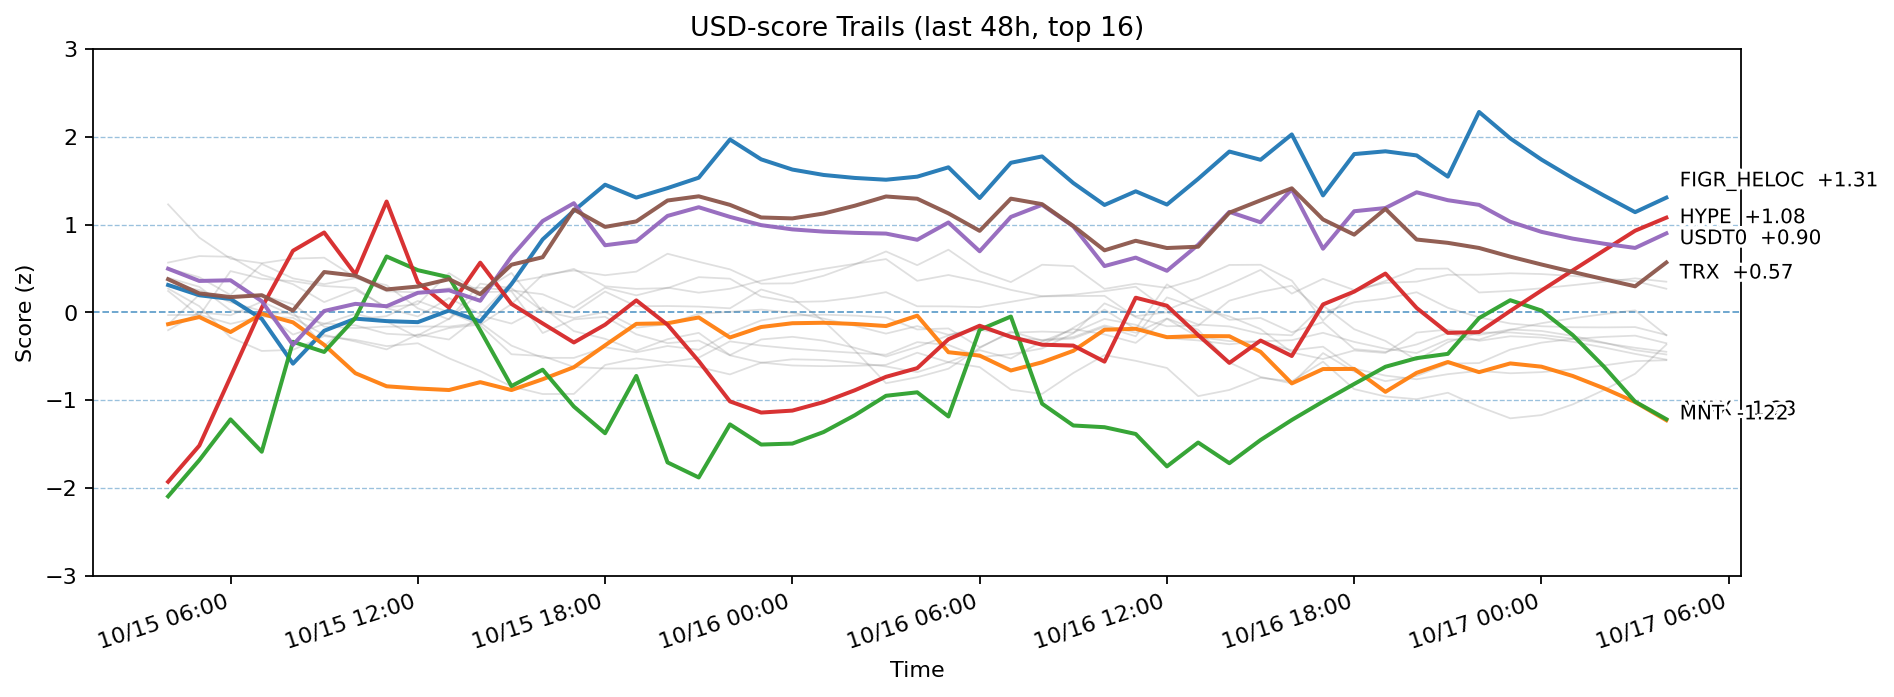 USD-score Trails (last 48h, top 16)
3
2
1
0
−1
−2
−3
Score (z)
FIGR_HELOC +1.31
HYPE +1.08
USDT0 +0.90
TRX +0.57
MNT -1.22
10/15 06:00
10/15 12:00
10/15 18:00
10/16 00:00
10/16 06:00
10/16 12:00
10/16 18:00
10/17 00:00
10/17 06:00
Time